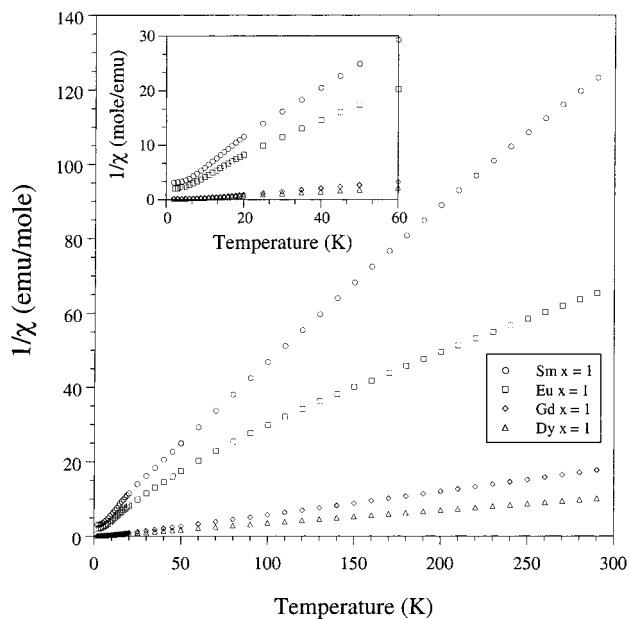 140
120
100
80
60
40
20
0
1/χ (emu/mole)
30
20
10
0
1/χ (mole/emu)
0 20 40 60
Temperature (K)
Sm x = 1
Eu x = 1
Gd x = 1
Dy x = 1
0 50 100 150 200 250 300
Temperature (K)